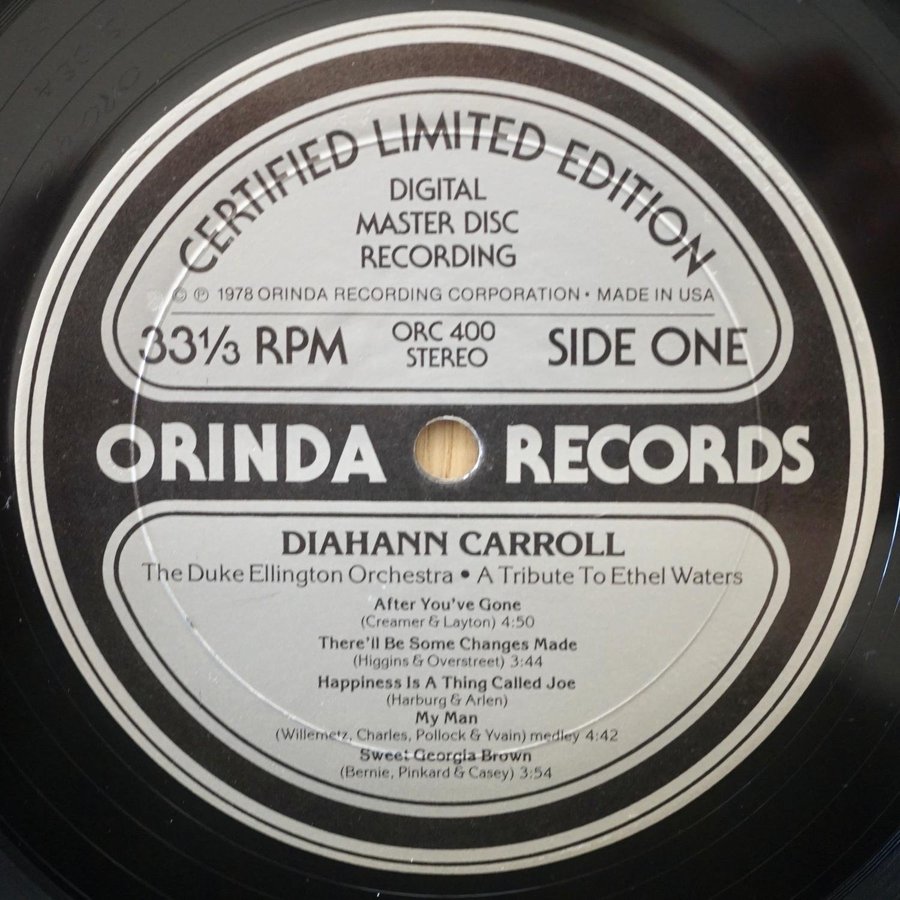 CERTIFIED LIMITED EDITION
DIGITAL
MASTER DISC
RECORDING
© ℗ 1978 ORINDA RECORDING CORPORATION • MADE IN USA
33⅓ RPM
ORC 400
STEREO
SIDE ONE
ORINDA RECORDS
DIAHANN CARROLL
The Duke Ellington Orchestra • A Tribute To Ethel Waters
After You've Gone
(Creamer & Layton) 4:50
There'll Be Some Changes Made
(Higgins & Overstreet) 3:44
Happiness Is A Thing Called Joe
(Harburg & Arlen)
My Man
(Willemetz, Charles, Pollock & Yvain) medley 4:42
Sweet Georgia Brown
(Bernie, Pinkard & Casey) 3:54